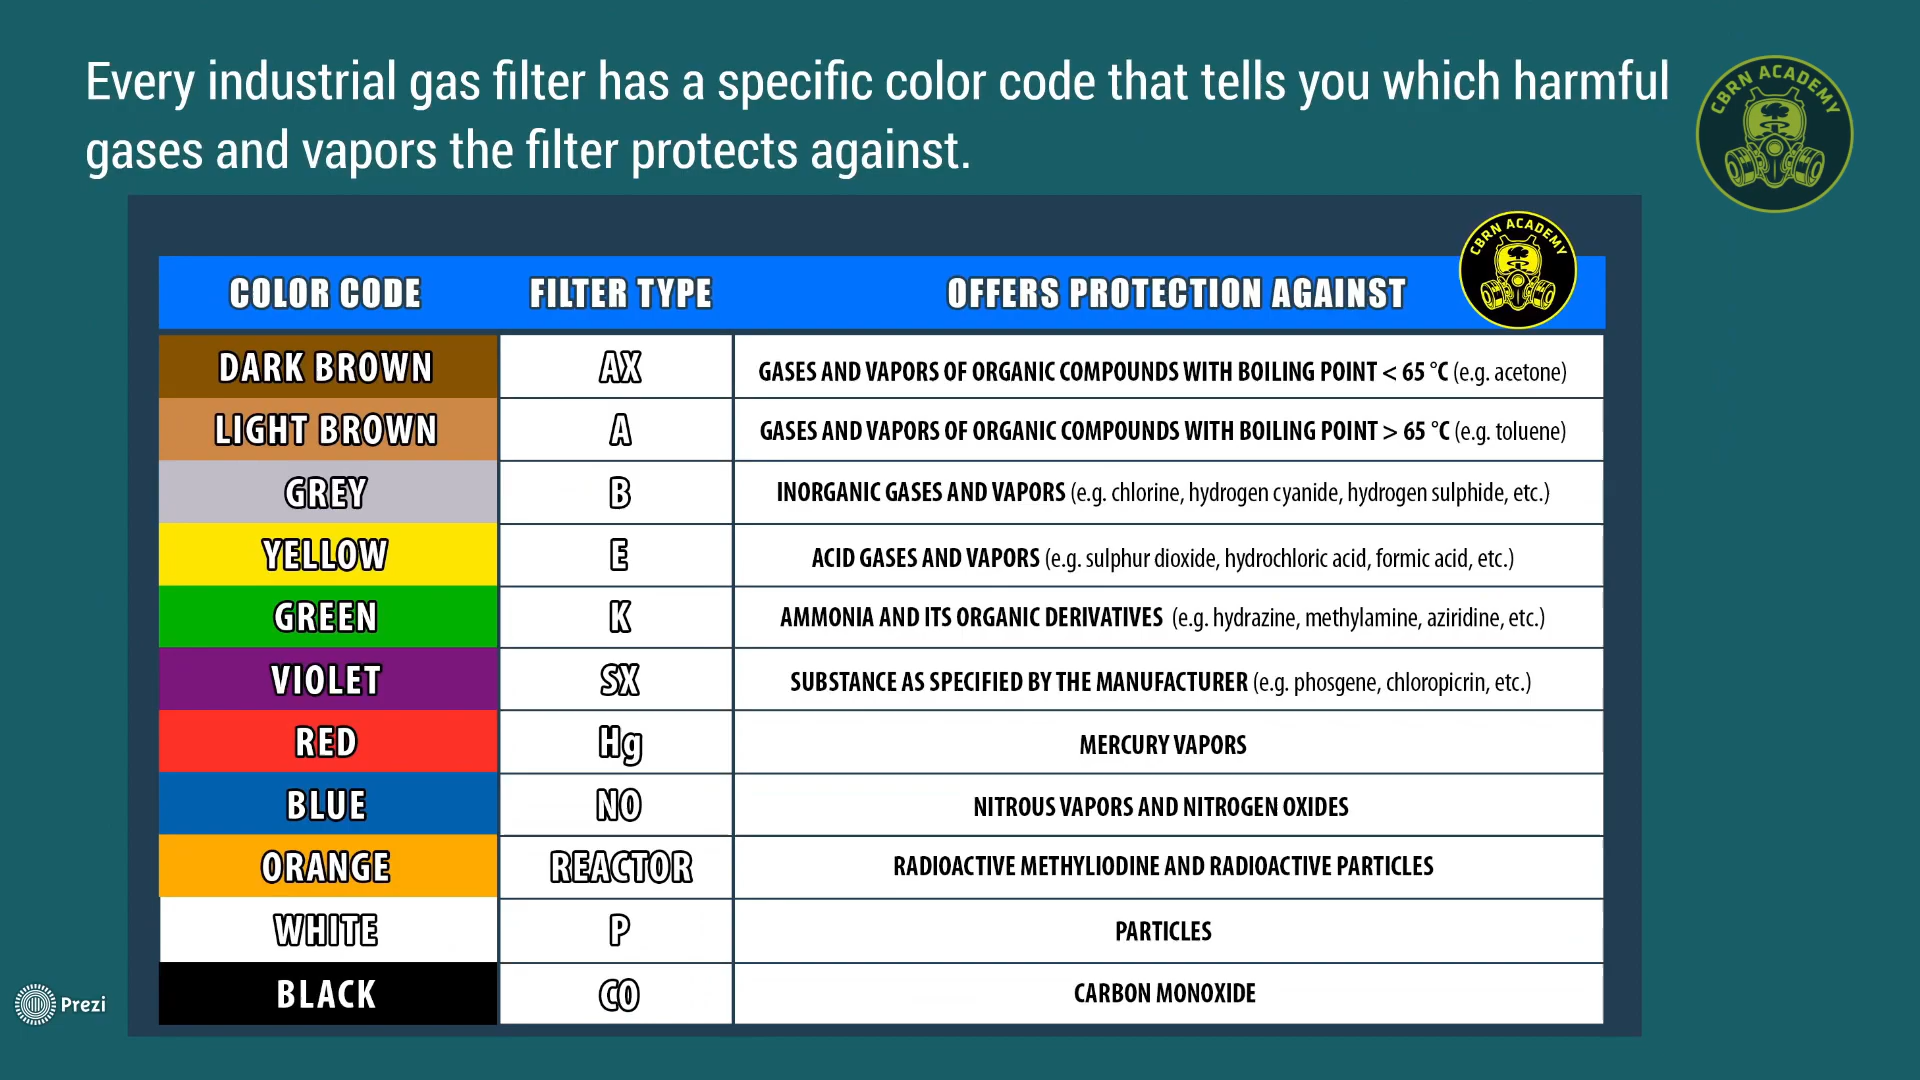 Every industrial gas filter has a specific color code that tells you which harmful
gases and vapors the filter protects against.
CBRN ACADEMY
CBRN ACADEMY
COLOR CODE FILTER TYPE OFFERS PROTECTION AGAINST
DARK BROWN AX GASES AND VAPORS OF ORGANIC COMPOUNDS WITH BOILING POINT < 65 °C (e.g. acetone)
LIGHT BROWN A GASES AND VAPORS OF ORGANIC COMPOUNDS WITH BOILING POINT > 65 °C (e.g. toluene)
GREY B INORGANIC GASES AND VAPORS (e.g. chlorine, hydrogen cyanide, hydrogen sulphide, etc.)
YELLOW E ACID GASES AND VAPORS (e.g. sulphur dioxide, hydrochloric acid, formic acid, etc.)
GREEN K AMMONIA AND ITS ORGANIC DERIVATIVES (e.g. hydrazine, methylamine, aziridine, etc.)
VIOLET SX SUBSTANCE AS SPECIFIED BY THE MANUFACTURER (e.g. phosgene, chloropicrin, etc.)
RED Hg MERCURY VAPORS
BLUE NO NITROUS VAPORS AND NITROGEN OXIDES
ORANGE REACTOR RADIOACTIVE METHYLIODINE AND RADIOACTIVE PARTICLES
WHITE P PARTICLES
BLACK CO CARBON MONOXIDE
Prezi